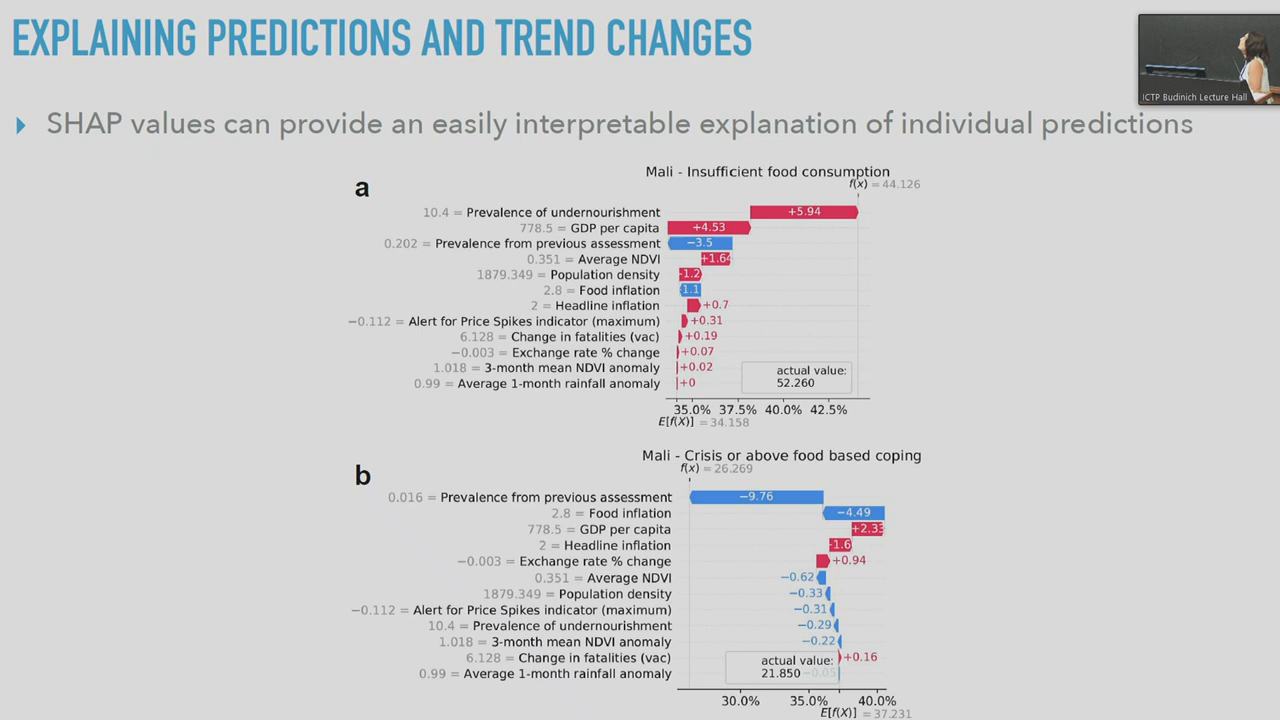 EXPLAINING PREDICTIONS AND TREND CHANGES
ICTP Budinich Lecture Hall
SHAP values can provide an easily interpretable explanation of individual predictions
a
Mali - Insufficient food consumption
f(x) = 44.126
10.4 = Prevalence of undernourishment +5.94
778.5 = GDP per capita +4.53
0.202 = Prevalence from previous assessment −3.5
0.351 = Average NDVI +1.64
1879.349 = Population density 1.2
2.8 = Food inflation 1.1
2 = Headline inflation +0.7
−0.112 = Alert for Price Spikes indicator (maximum) +0.31
6.128 = Change in fatalities (vac) +0.19
−0.003 = Exchange rate % change +0.07
1.018 = 3-month mean NDVI anomaly +0.02
0.99 = Average 1-month rainfall anomaly +0
actual value:
52.260
35.0% 37.5% 40.0% 42.5%
E[f(X)] = 34.158
b
Mali - Crisis or above food based coping
f(x) = 26.269
0.016 = Prevalence from previous assessment −9.76
2.8 = Food inflation −4.49
778.5 = GDP per capita +2.33
2 = Headline inflation 1.6
−0.003 = Exchange rate % change +0.94
0.351 = Average NDVI −0.62
1879.349 = Population density −0.33
−0.112 = Alert for Price Spikes indicator (maximum) −0.31
10.4 = Prevalence of undernourishment −0.29
1.018 = 3-month mean NDVI anomaly −0.22
6.128 = Change in fatalities (vac) +0.16
0.99 = Average 1-month rainfall anomaly −0.05
actual value:
21.850
30.0% 35.0% 40.0%
E[f(X)] = 37.231